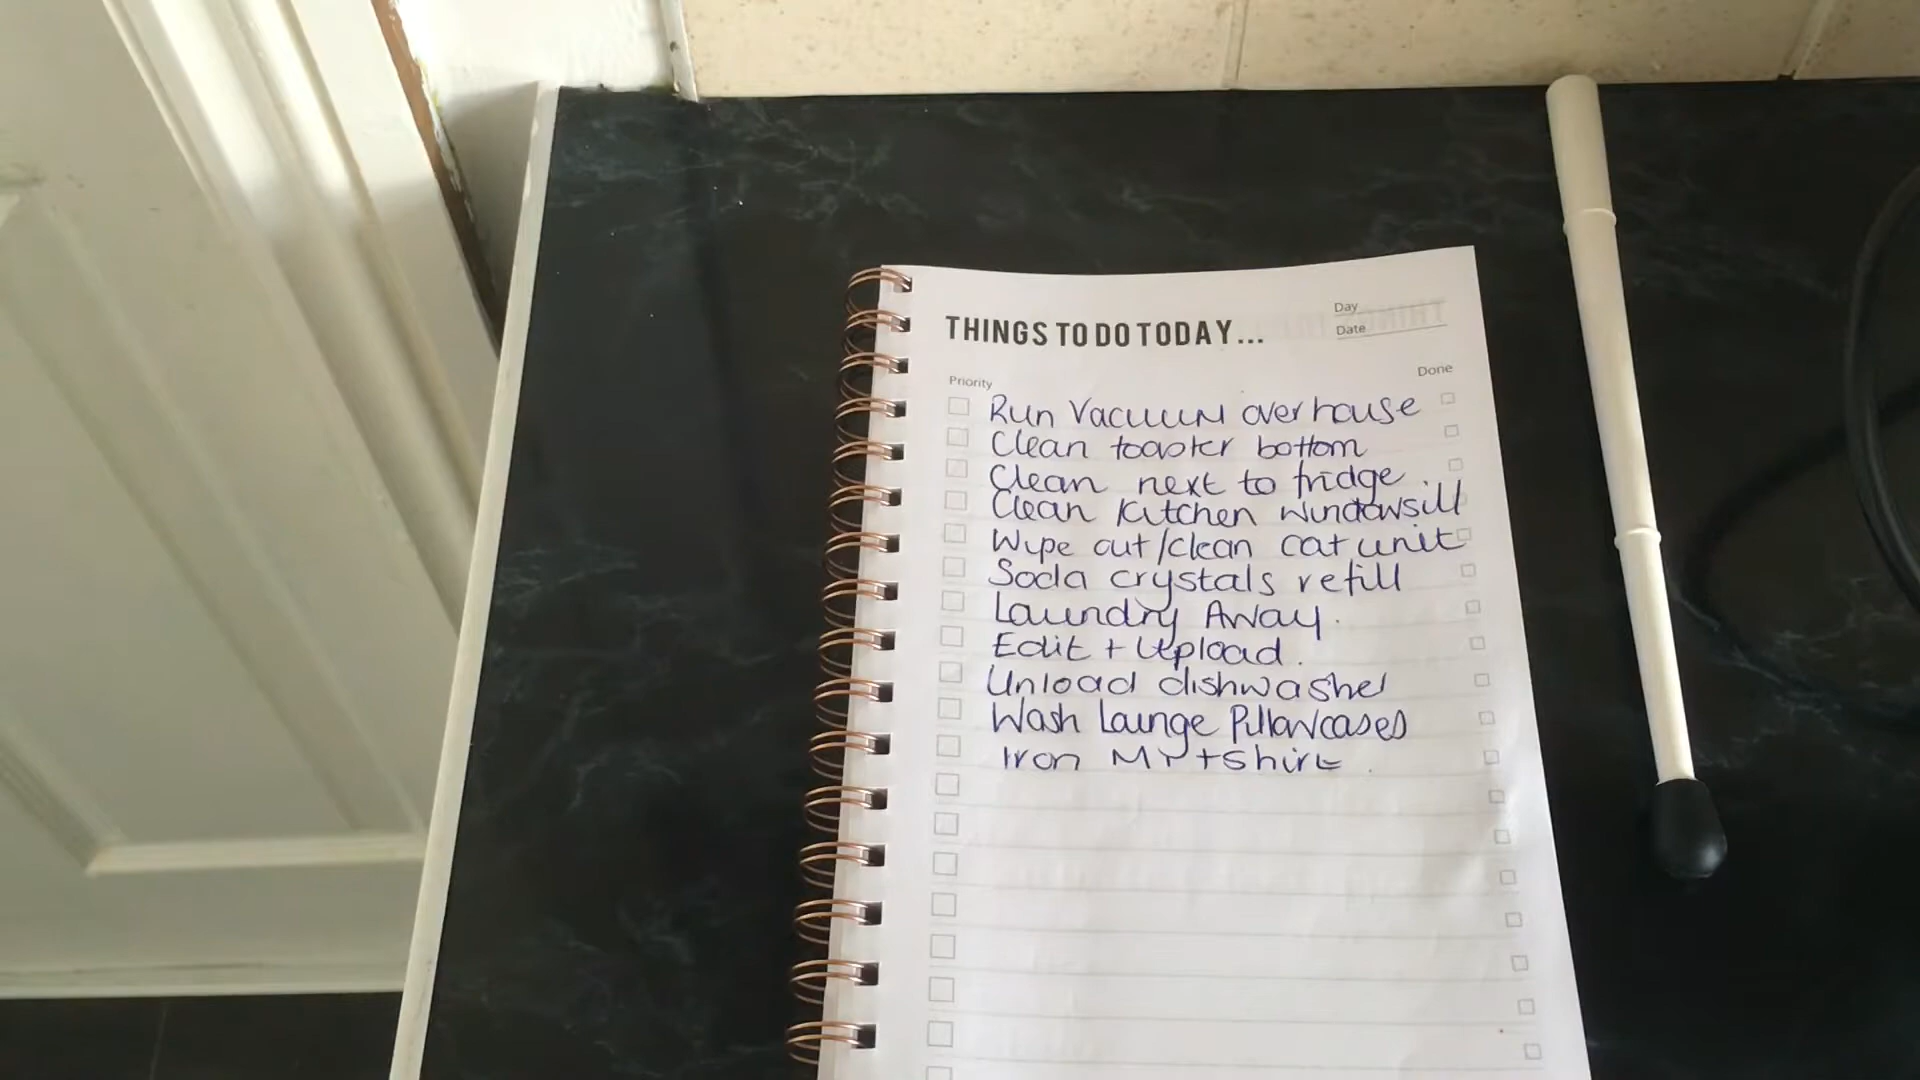 THINGS TO DO TODAY...
Day
Date
Priority
Done
Run Vacuum over house
Clean toaster bottom
Clean next to fridge
Clean Kitchen windowsill
Wipe out/clean cat unit
Soda crystals refill
Laundry Away.
Edit + Upload.
Unload dishwasher
Wash Lounge Pillowcases
Iron MY tshirt.